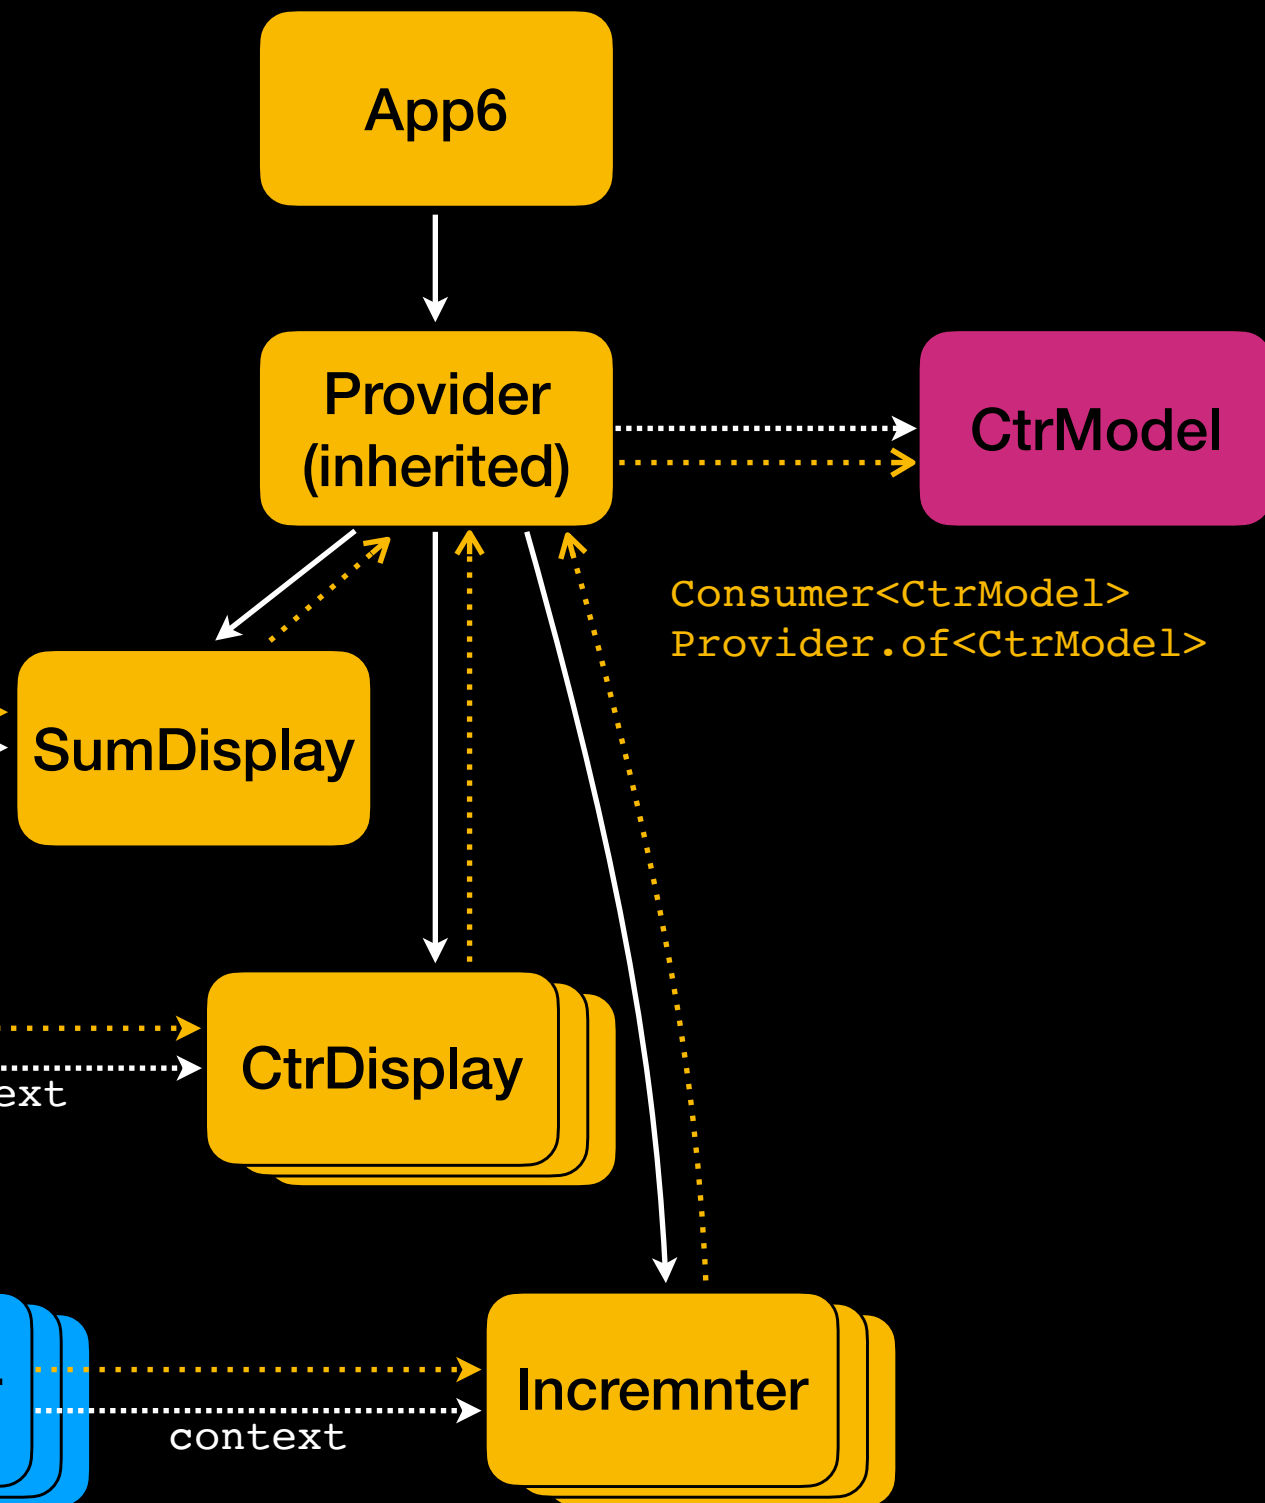 App6
Provider
(inherited)
CtrModel
Consumer<CtrModel>
Provider.of<CtrModel>
SumDisplay
CtrDisplay
ext
Incremnter
context